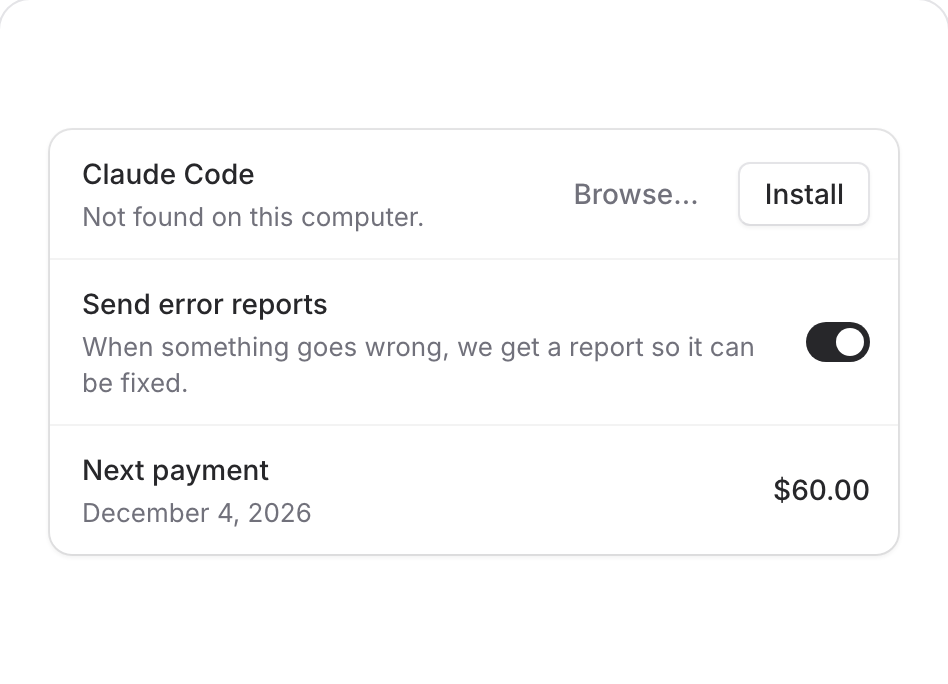 Claude Code
Not found on this computer.
Browse...
Install
Send error reports
When something goes wrong, we get a report so it can
be fixed.
Next payment
December 4, 2026
$60.00